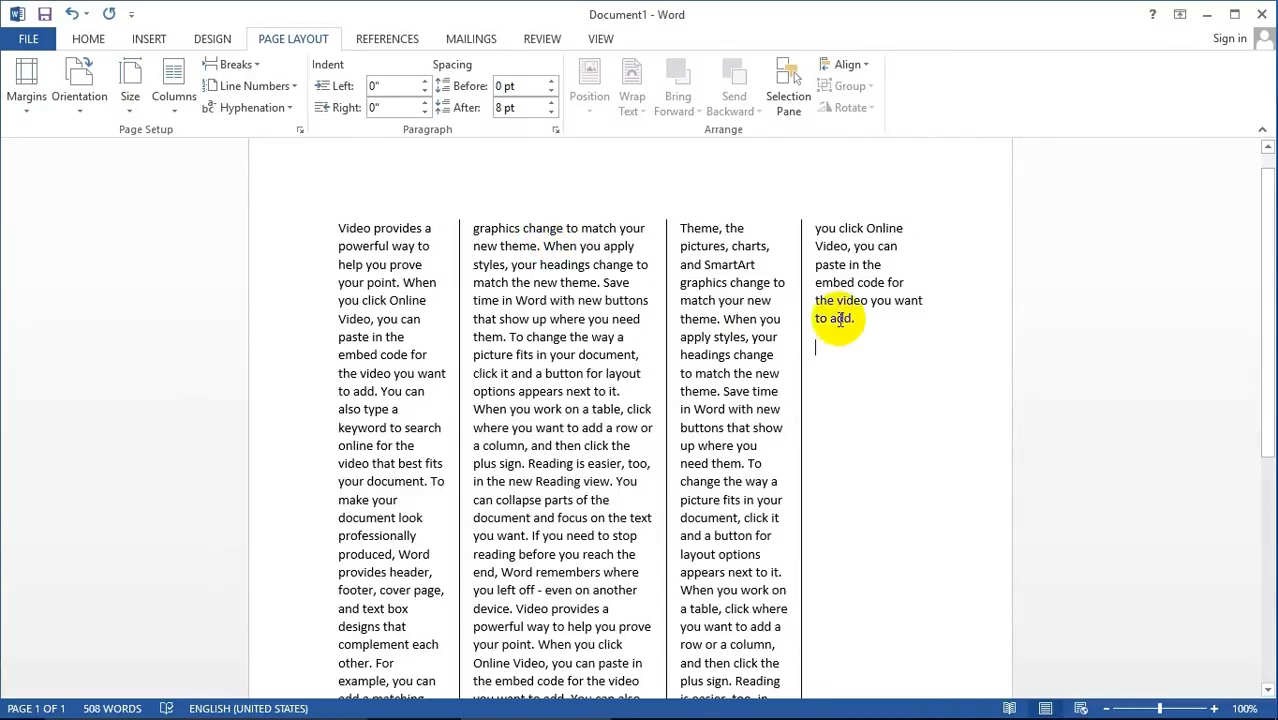 Document1 - Word
?
FILE
HOME
INSERT
DESIGN
PAGE LAYOUT
REFERENCES
MAILINGS
REVIEW
VIEW
Sign in
Margins
Orientation
Size
Columns
Breaks
Line Numbers
Hyphenation
Page Setup
Indent
Left: 0"
Right: 0"
Spacing
Before: 0 pt
After: 8 pt
Paragraph
Position
Wrap
Text
Bring
Forward
Send
Backward
Selection
Pane
Align
Group
Rotate
Arrange
Video provides a
powerful way to
help you prove
your point. When
you click Online
Video, you can
paste in the
embed code for
the video you want
to add. You can
also type a
keyword to search
online for the
video that best fits
your document. To
make your
document look
professionally
produced, Word
provides header,
footer, cover page,
and text box
designs that
complement each
other. For
example, you can
add a matching
graphics change to match your
new theme. When you apply
styles, your headings change to
match the new theme. Save
time in Word with new buttons
that show up where you need
them. To change the way a
picture fits in your document,
click it and a button for layout
options appears next to it.
When you work on a table, click
where you want to add a row or
a column, and then click the
plus sign. Reading is easier, too,
in the new Reading view. You
can collapse parts of the
document and focus on the text
you want. If you need to stop
reading before you reach the
end, Word remembers where
you left off - even on another
device. Video provides a
powerful way to help you prove
your point. When you click
Online Video, you can paste in
the embed code for the video
you want to add. You can also
Theme, the
pictures, charts,
and SmartArt
graphics change to
match your new
theme. When you
apply styles, your
headings change
to match the new
theme. Save time
in Word with new
buttons that show
up where you
need them. To
change the way a
picture fits in your
document, click it
and a button for
layout options
appears next to it.
When you work on
a table, click where
you want to add a
row or a column,
and then click the
plus sign. Reading
is easier, too, in
you click Online
Video, you can
paste in the
embed code for
the video you want
to add.
PAGE 1 OF 1
508 WORDS
ENGLISH (UNITED STATES)
100%